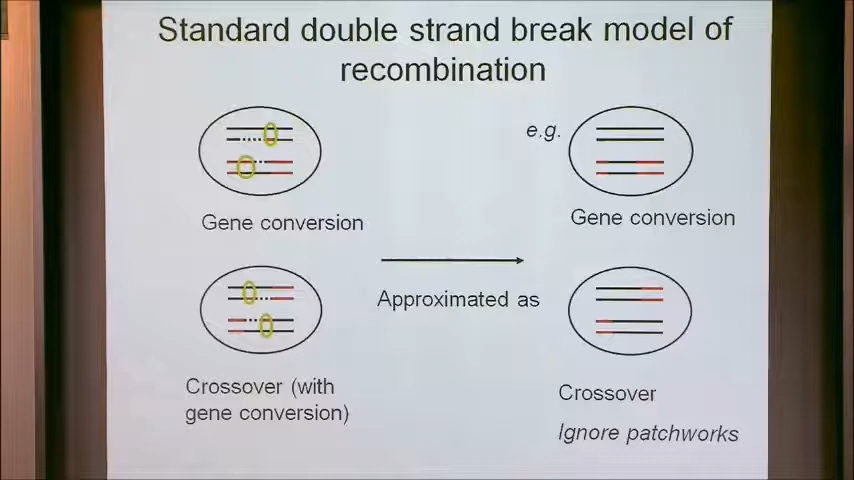 Standard double strand break model of
recombination
e.g.
Gene conversion
Gene conversion
Approximated as
Crossover (with
gene conversion)
Crossover
Ignore patchworks